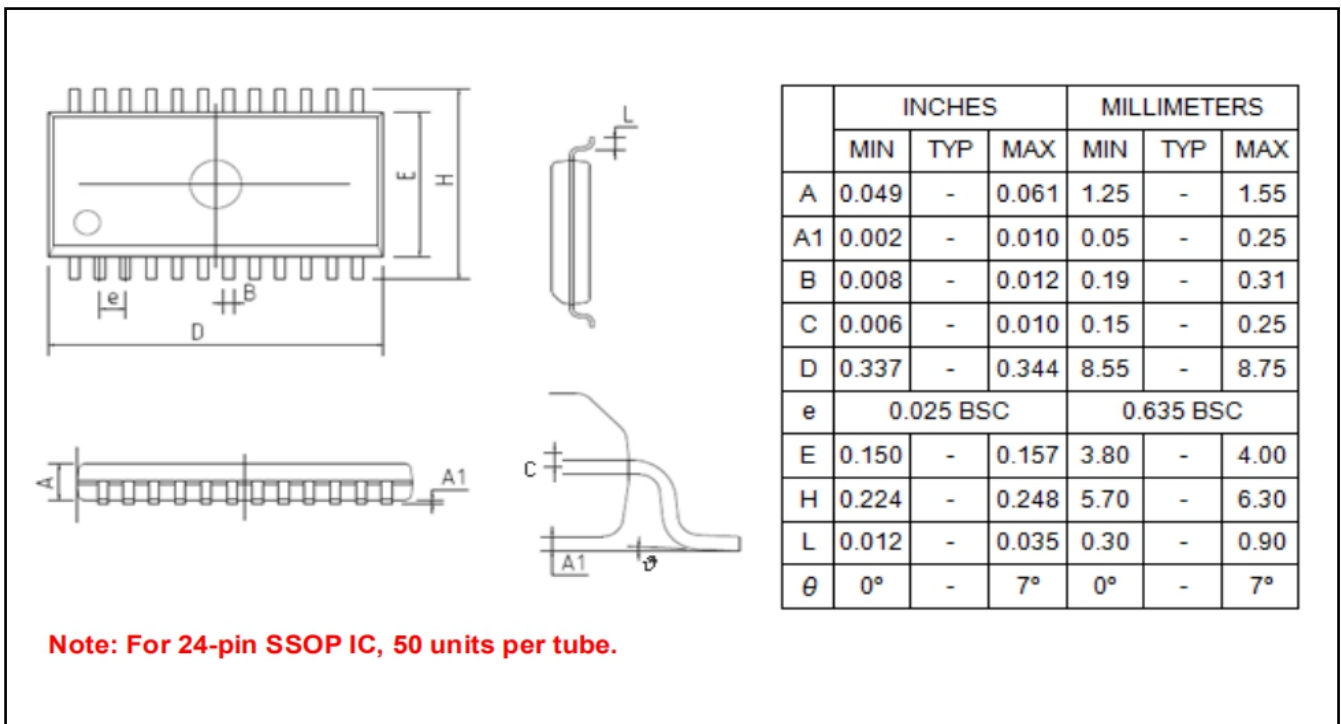 L
E
H
e
B
D
A
A1
C
A1
ϑ
INCHES MILLIMETERS
MIN TYP MAX MIN TYP MAX
A 0.049 - 0.061 1.25 - 1.55
A1 0.002 - 0.010 0.05 - 0.25
B 0.008 - 0.012 0.19 - 0.31
C 0.006 - 0.010 0.15 - 0.25
D 0.337 - 0.344 8.55 - 8.75
e 0.025 BSC 0.635 BSC
E 0.150 - 0.157 3.80 - 4.00
H 0.224 - 0.248 5.70 - 6.30
L 0.012 - 0.035 0.30 - 0.90
θ 0° - 7° 0° - 7°
Note: For 24-pin SSOP IC, 50 units per tube.